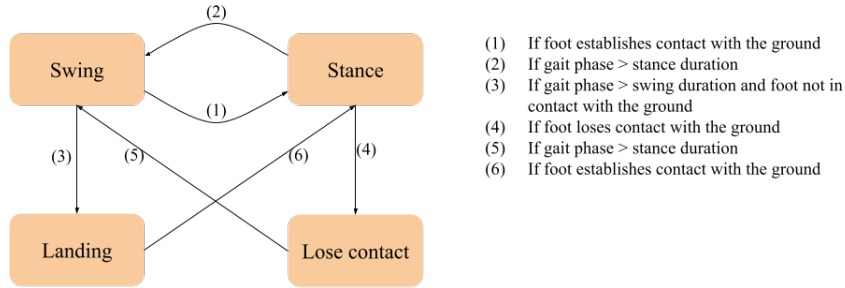 (2)
Swing
Stance
(1)
(3)
(5)
(6)
(4)
Landing
Lose contact
(1) If foot establishes contact with the ground
(2) If gait phase > stance duration
(3) If gait phase > swing duration and foot not in
contact with the ground
(4) If foot loses contact with the ground
(5) If gait phase > stance duration
(6) If foot establishes contact with the ground